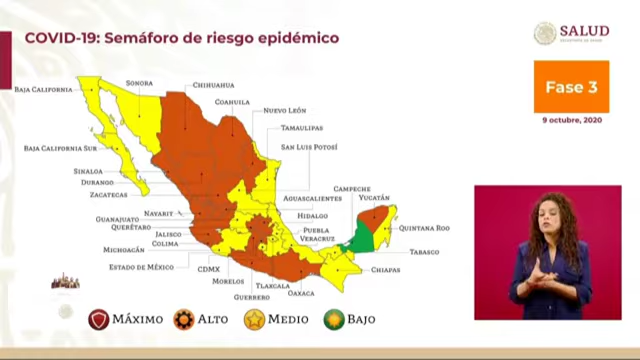 COVID-19: Semáforo de riesgo epidémico
SALUD
SECRETARÍA DE SALUD
Fase 3
9 octubre, 2020
BAJA CALIFORNIA
SONORA
CHIHUAHUA
COAHUILA
NUEVO LEÓN
TAMAULIPAS
SAN LUIS POTOSÍ
BAJA CALIFORNIA SUR
SINALOA
DURANGO
ZACATECAS
AGUASCALIENTES
CAMPECHE
YUCATÁN
NAYARIT
GUANAJUATO
QUERÉTARO
JALISCO
COLIMA
MICHOACÁN
HIDALGO
PUEBLA
VERACRUZ
QUINTANA ROO
TABASCO
ESTADO DE MÉXICO
CDMX
MORELOS
GUERRERO
TLAXCALA
OAXACA
CHIAPAS
MÁXIMO
ALTO
MEDIO
BAJO